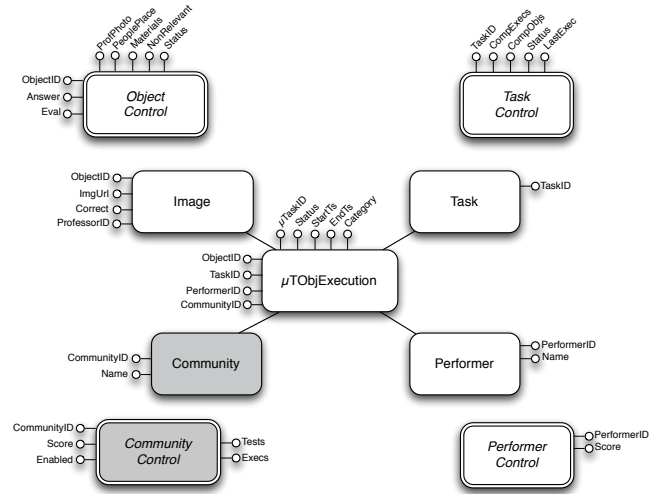 ProfPhoto
PeoplePlace
Materials
NonRelevant
Status
ObjectID
Answer
Eval
Object
Control
TaskID
CompExecs
CompObjs
Status
LastExec
Task
Control
ObjectID
ImgUrl
Correct
ProfessorID
Image
Task
TaskID
µTaskID
Status
StartTs
EndTs
Category
ObjectID
TaskID
PerformerID
CommunityID
µTObjExecution
CommunityID
Name
Community
Performer
PerformerID
Name
CommunityID
Score
Enabled
Community
Control
Tests
Execs
Performer
Control
PerformerID
Score